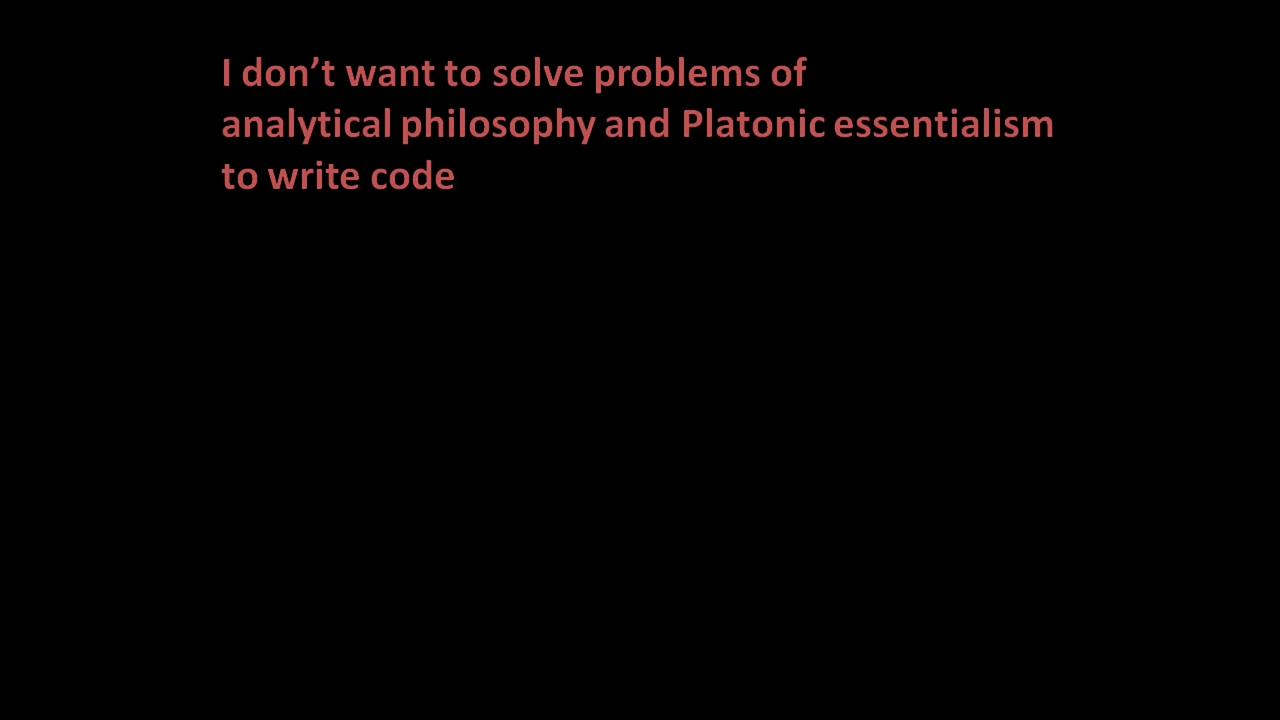 I don’t want to solve problems of
analytical philosophy and Platonic essentialism
to write code